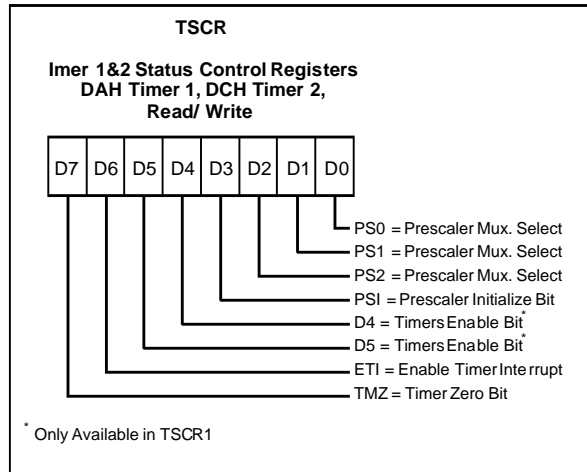 TSCR
Imer 1&2 Status Control Registers
DAH Timer 1, DCH Timer 2,
Read/ Write
D7 D6 D5 D4 D3 D2 D1 D0
PS0 = Prescaler Mux. Select
PS1 = Prescaler Mux. Select
PS2 = Prescaler Mux. Select
PSI = Prescaler Initialize Bit
D4 = Timers Enable Bit*
D5 = Timers Enable Bit*
ETI = Enable Timer Interrupt
TMZ = Timer Zero Bit
* Only Available in TSCR1